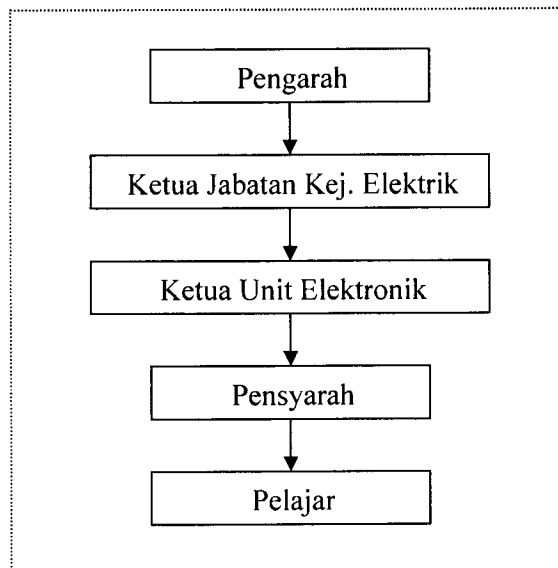 Pengarah
Ketua Jabatan Kej. Elektrik
Ketua Unit Elektronik
Pensyarah
Pelajar